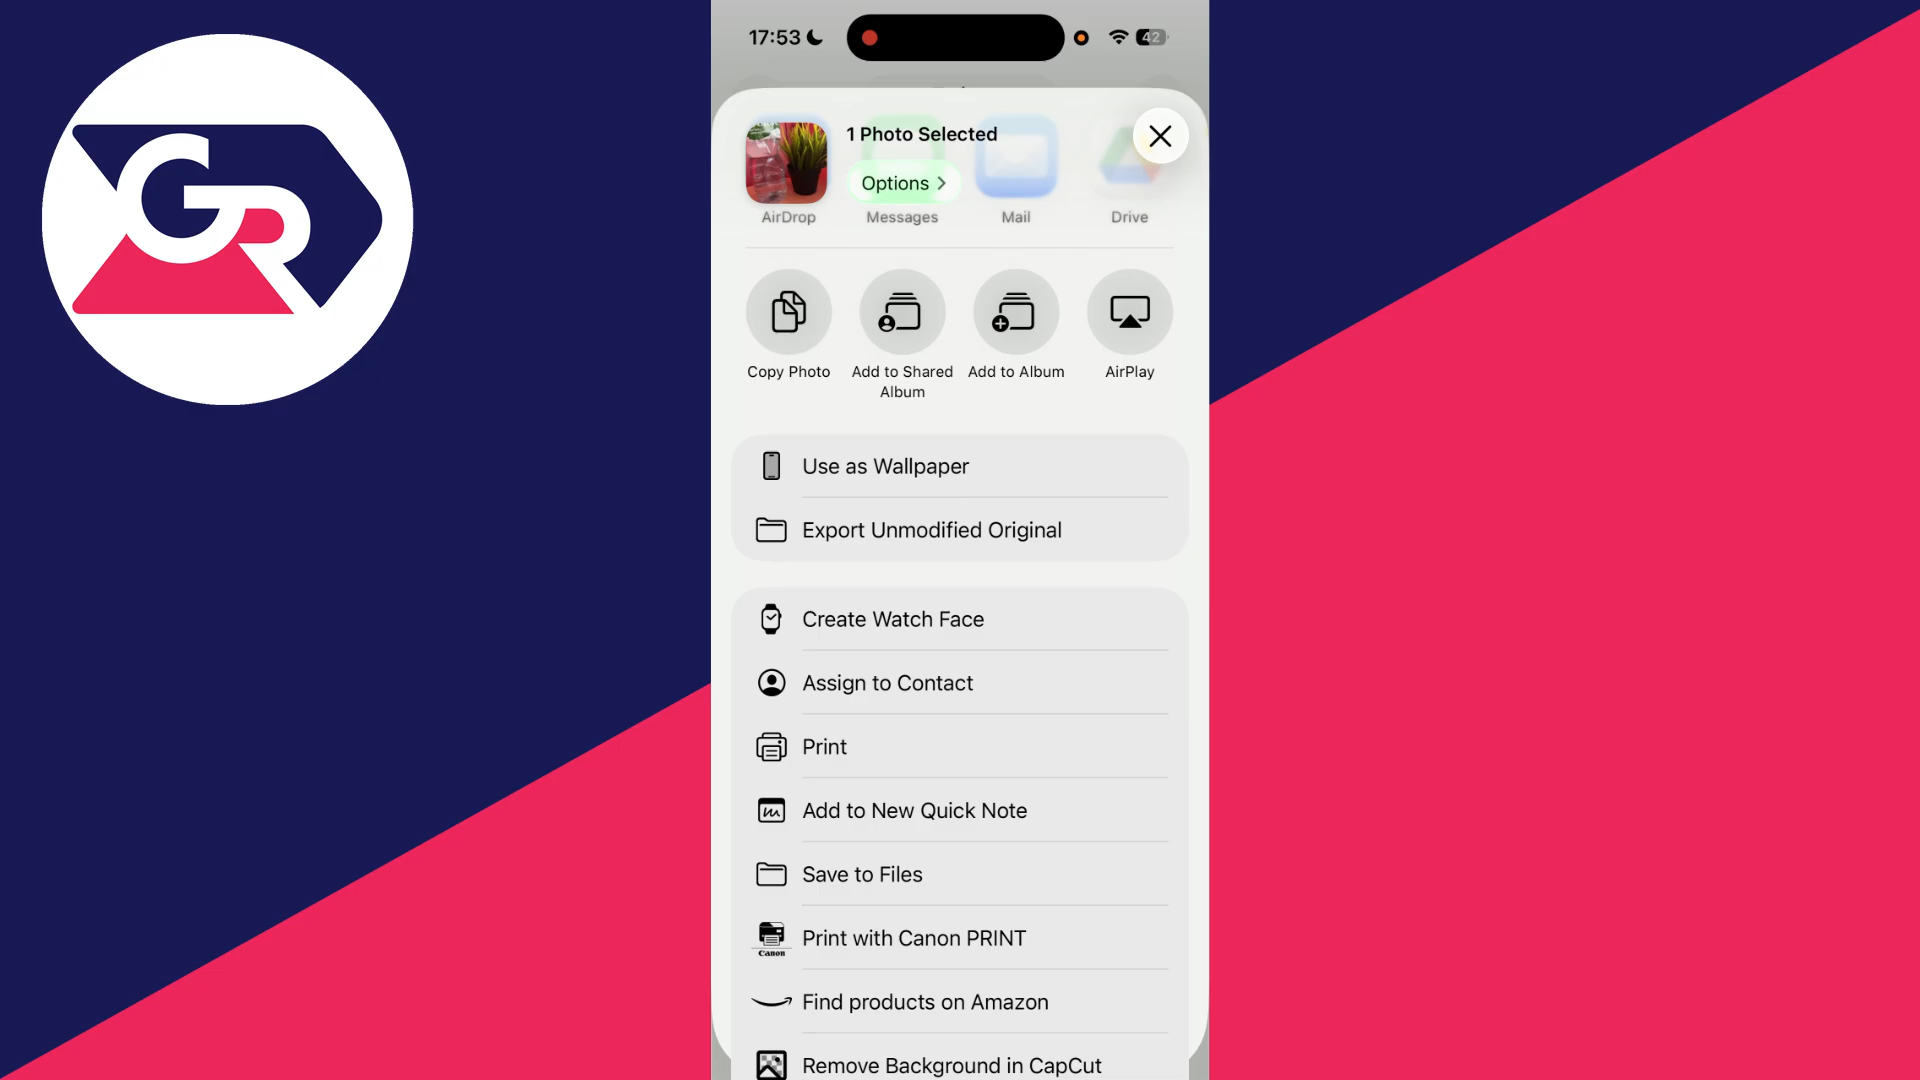 GR
17:53
42
1 Photo Selected
Options
AirDrop
Messages
Mail
Drive
Copy Photo
Add to Shared
Album
Add to Album
AirPlay
Use as Wallpaper
Export Unmodified Original
Create Watch Face
Assign to Contact
Print
Add to New Quick Note
Save to Files
Canon
Print with Canon PRINT
Find products on Amazon
Remove Background in CapCut